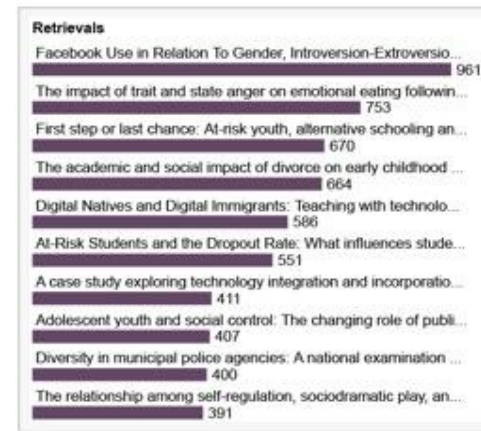 Retrievals
Facebook Use in Relation To Gender, Introversion-Extroversio...
961
The impact of trait and state anger on emotional eating followin...
753
First step or last chance: At-risk youth, alternative schooling an...
670
The academic and social impact of divorce on early childhood ...
664
Digital Natives and Digital Immigrants: Teaching with technolo...
586
At-Risk Students and the Dropout Rate: What influences stude...
551
A case study exploring technology integration and incorporatio...
411
Adolescent youth and social control: The changing role of publi...
407
Diversity in municipal police agencies: A national examination ...
400
The relationship among self-regulation, sociodramatic play, an...
391